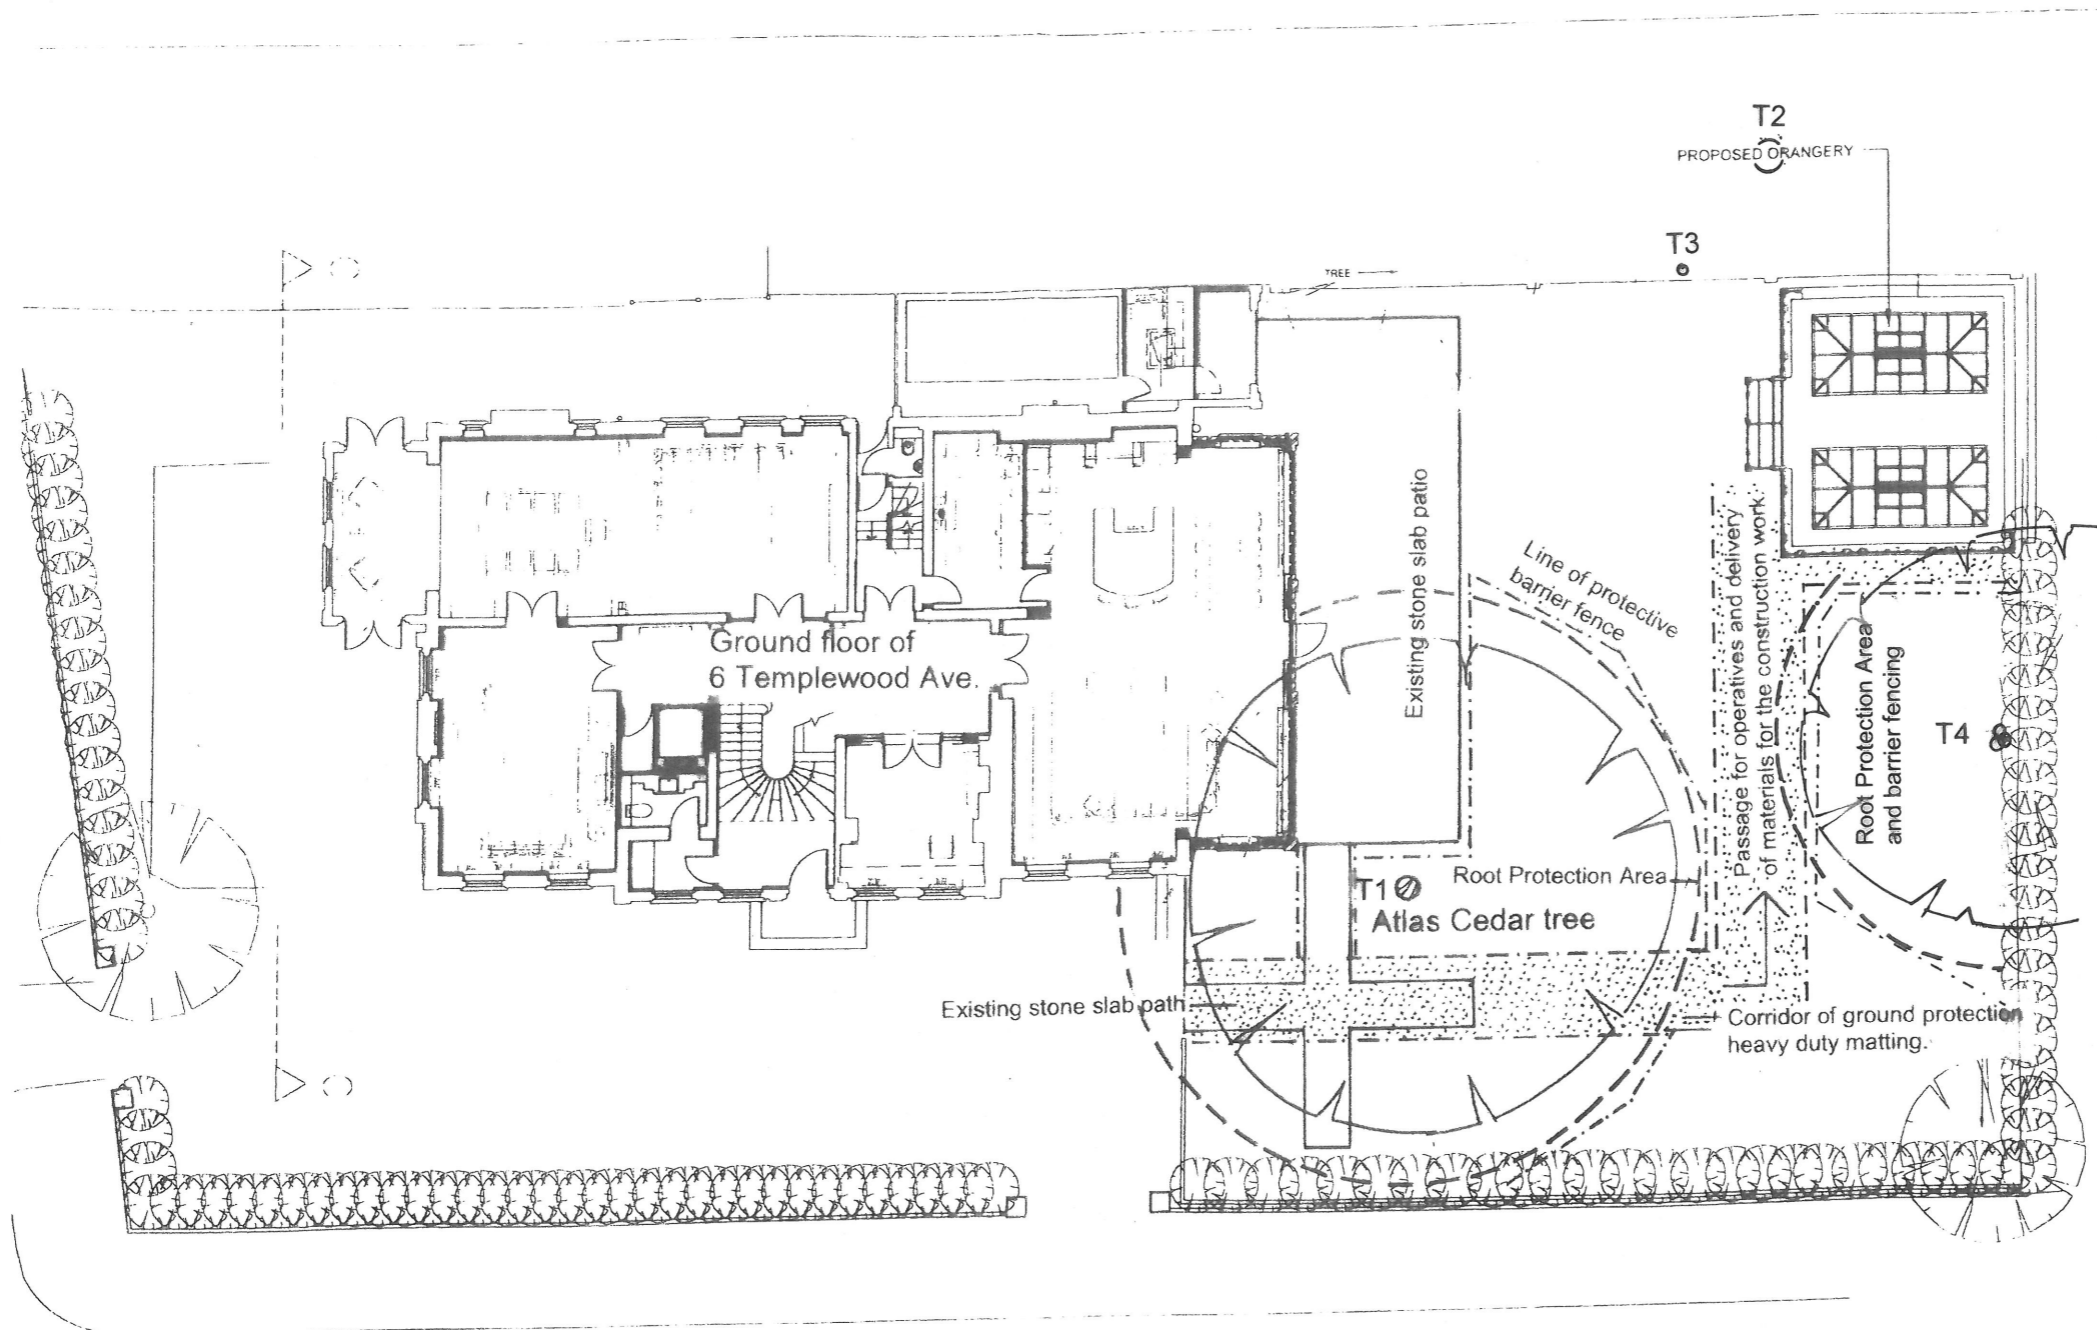 T2
PROPOSED ORANGERY
T3
TREE
Line of protective
barrier fence
Existing stone slab patio
Passage for operatives and delivery
of materials for the construction work.
Ground floor of
6 Templewood Ave.
Root Protection Area
and barrier fencing
T4
T1
Root Protection Area
Atlas Cedar tree
Existing stone slab path
Corridor of ground protection
heavy duty matting.